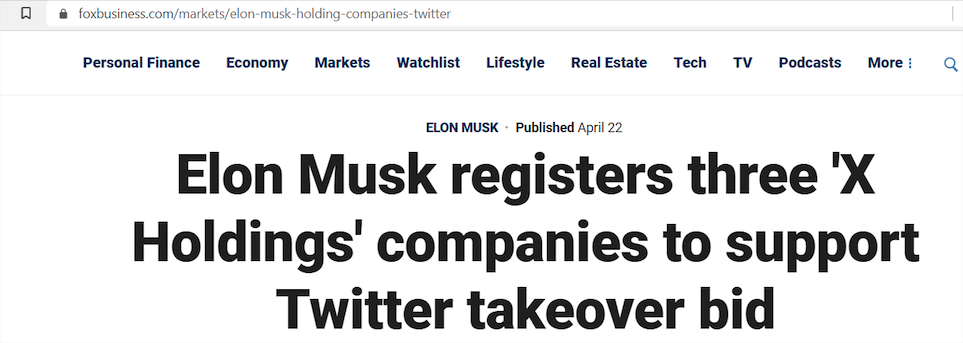 foxbusiness.com/markets/elon-musk-holding-companies-twitter
Personal Finance Economy Markets Watchlist Lifestyle Real Estate Tech TV Podcasts More
ELON MUSK · Published April 22
Elon Musk registers three 'X
Holdings' companies to support
Twitter takeover bid